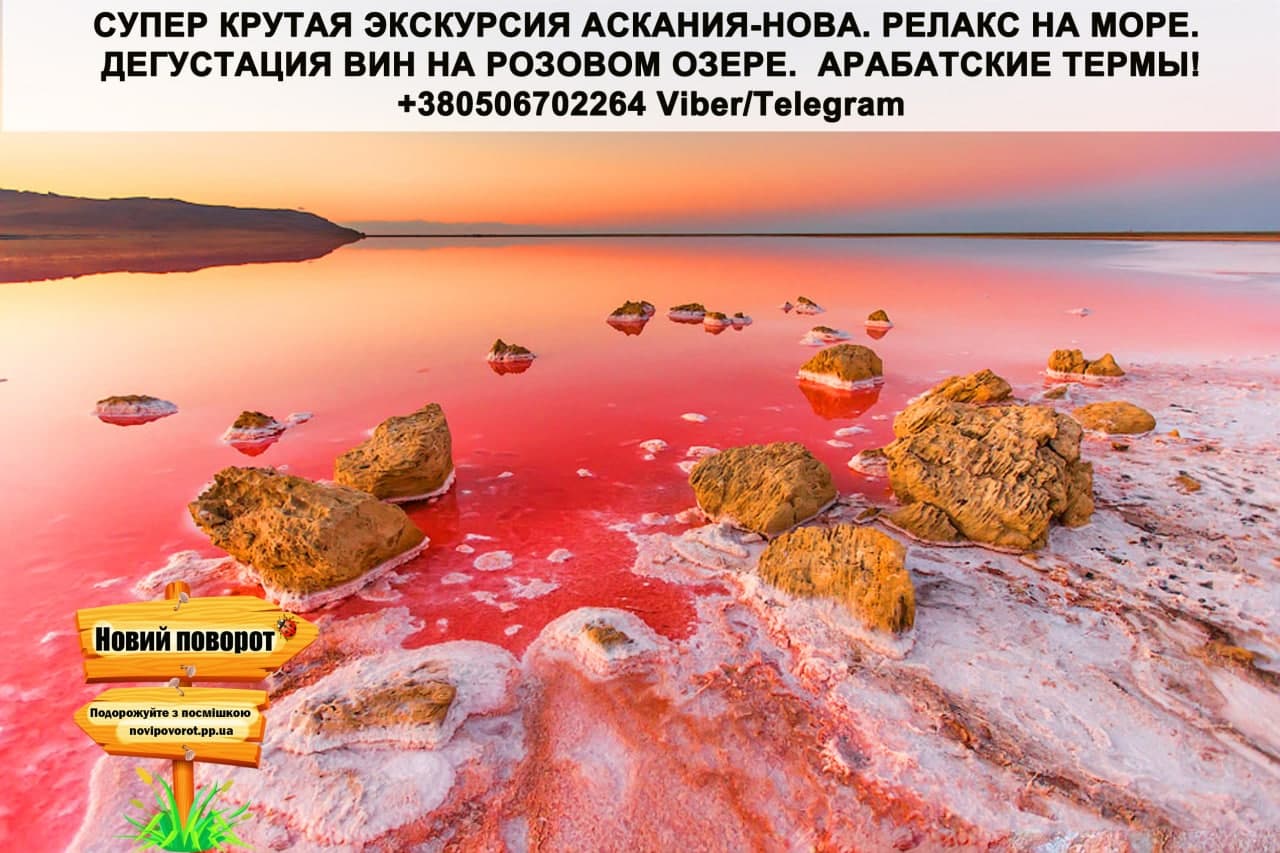 СУПЕР КРУТАЯ ЭКСКУРСИЯ АСКАНИЯ-НОВА. РЕЛАКС НА МОРЕ.
ДЕГУСТАЦИЯ ВИН НА РОЗОВОМ ОЗЕРЕ. АРАБАТСКИЕ ТЕРМЫ!
+380506702264 Viber/Telegram
Новий поворот
Подорожуйте з посмішкою
novipovorot.pp.ua